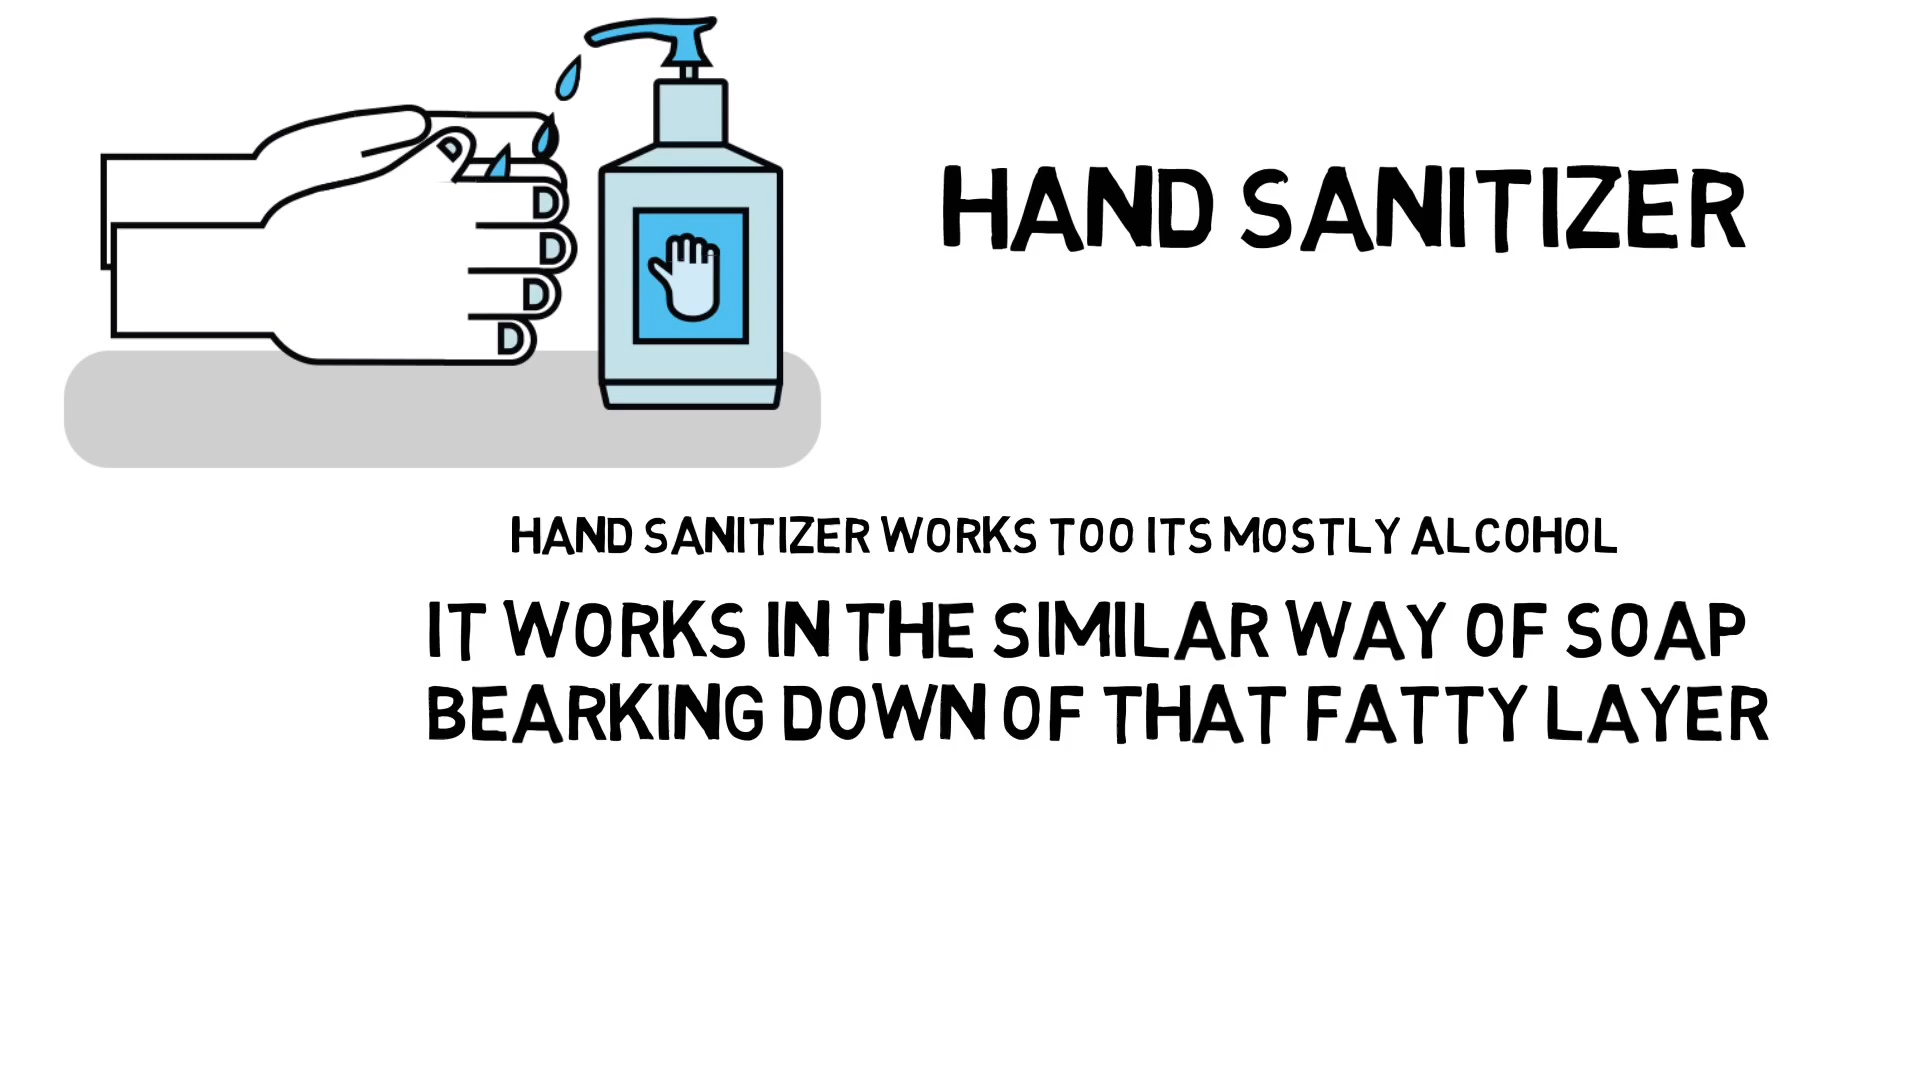 HAND SANITIZER
HAND SANITIZER WORKS TOO ITS MOSTLY ALCOHOL
IT WORKS IN THE SIMILAR WAY OF SOAP
BEARKING DOWN OF THAT FATTY LAYER